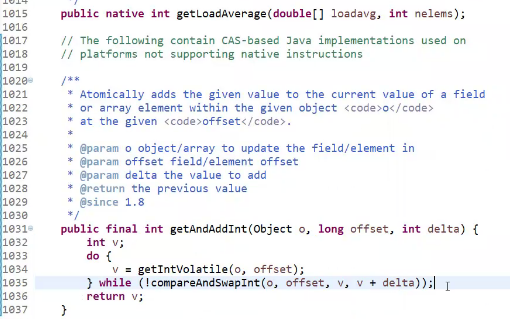 1014 */
1015 public native int getLoadAverage(double[] loadavg, int nelems);
1016
1017 // The following contain CAS-based Java implementations used on
1018 // platforms not supporting native instructions
1019
1020 /**
1021 * Atomically adds the given value to the current value of a field
1022 * or array element within the given object <code>o</code>
1023 * at the given <code>offset</code>.
1024 *
1025 * @param o object/array to update the field/element in
1026 * @param offset field/element offset
1027 * @param delta the value to add
1028 * @return the previous value
1029 * @since 1.8
1030 */
1031 public final int getAndAddInt(Object o, long offset, int delta) {
1032 int v;
1033 do {
1034 v = getIntVolatile(o, offset);
1035 } while (!compareAndSwapInt(o, offset, v, v + delta));
1036 return v;
1037 }